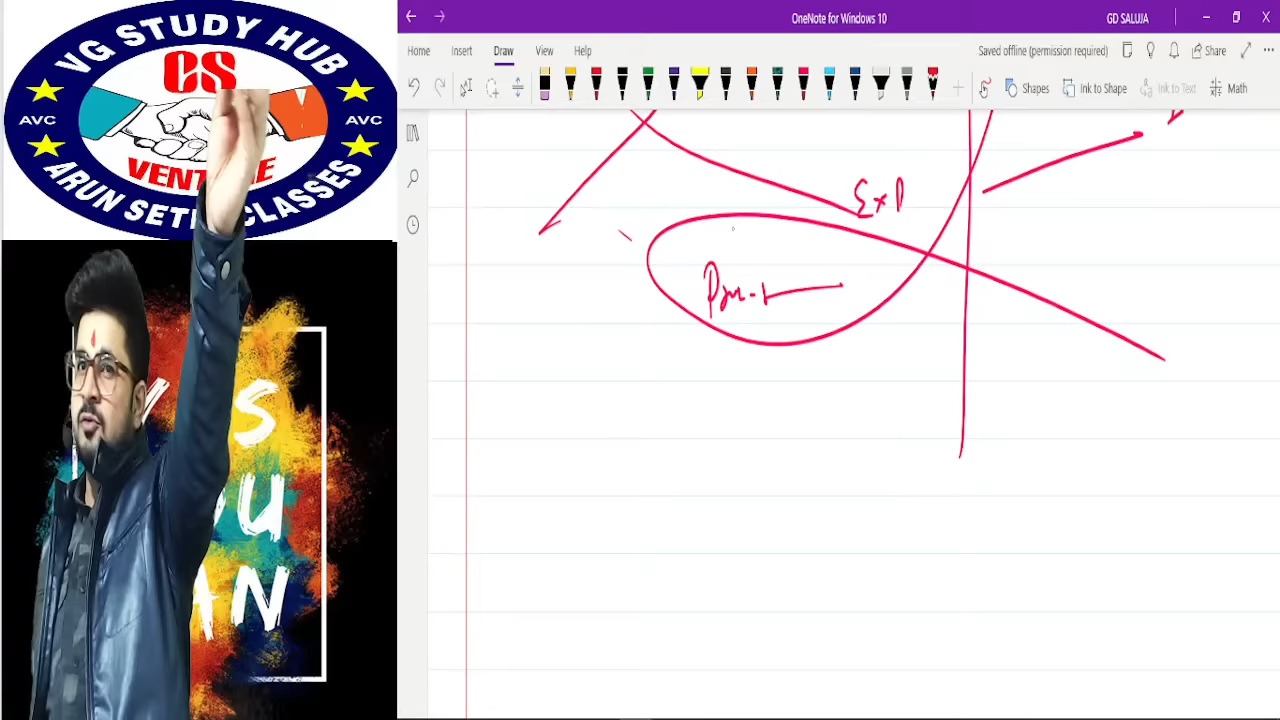 VG STUDY HUB
CS
AVC
AVC
ARUN SETH CLASSES
OneNote for Windows 10
GD SALUJA
Home
Insert
Draw
View
Help
Saved offline (permission required)
Share
Shapes
Ink to Shape
Ink to Text
Math